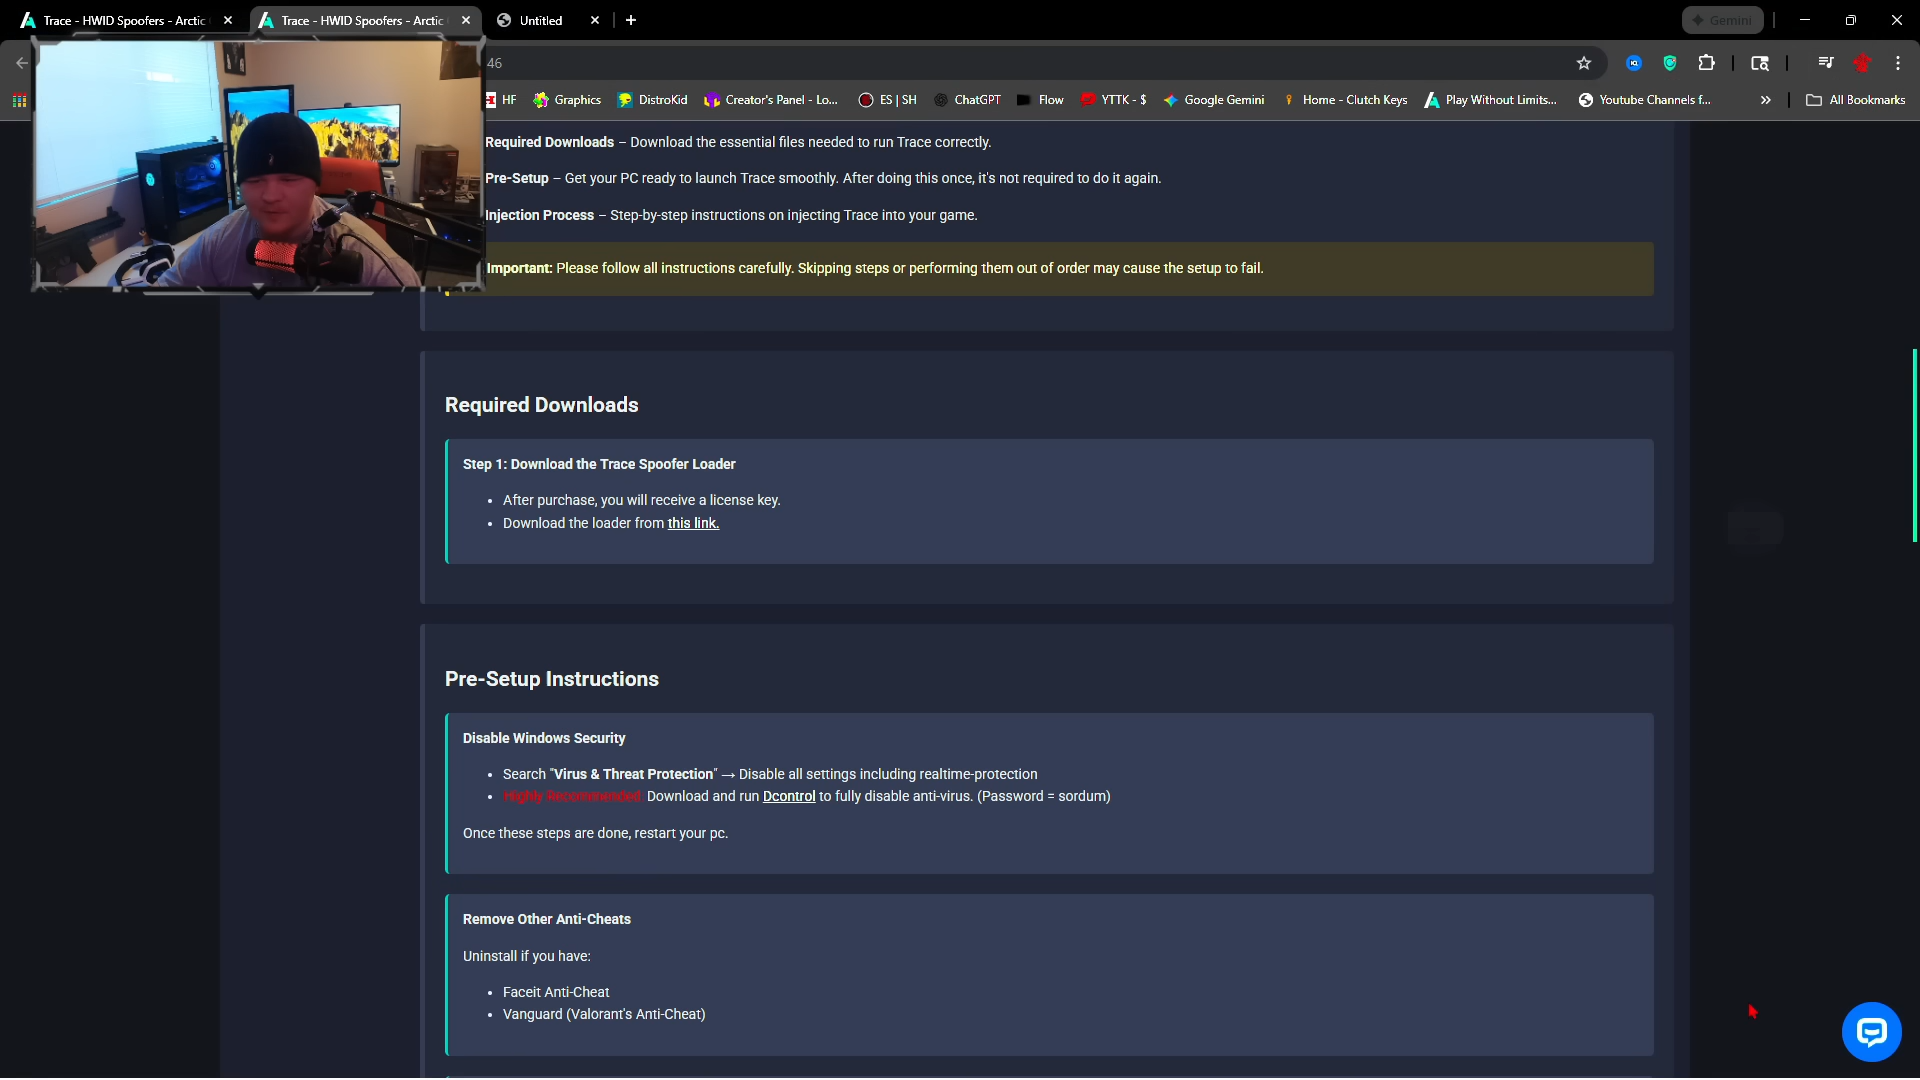 Trace - HWID Spoofers - Arctic
Trace - HWID Spoofers - Arctic
Untitled
Gemini
46
HF
Graphics
DistroKid
Creator's Panel - Lo...
ES | SH
ChatGPT
Flow
YTTK - $
Google Gemini
Home - Clutch Keys
Play Without Limits...
Youtube Channels f...
All Bookmarks
Required Downloads – Download the essential files needed to run Trace correctly.
Pre-Setup – Get your PC ready to launch Trace smoothly. After doing this once, it's not required to do it again.
Injection Process – Step-by-step instructions on injecting Trace into your game.
Important: Please follow all instructions carefully. Skipping steps or performing them out of order may cause the setup to fail.
Required Downloads
Step 1: Download the Trace Spoofer Loader
• After purchase, you will receive a license key.
• Download the loader from this link.
Pre-Setup Instructions
Disable Windows Security
• Search "Virus & Threat Protection" → Disable all settings including realtime-protection
• Highly Recommended: Download and run Dcontrol to fully disable anti-virus. (Password = sordum)
Once these steps are done, restart your pc.
Remove Other Anti-Cheats
Uninstall if you have:
• Faceit Anti-Cheat
• Vanguard (Valorant's Anti-Cheat)